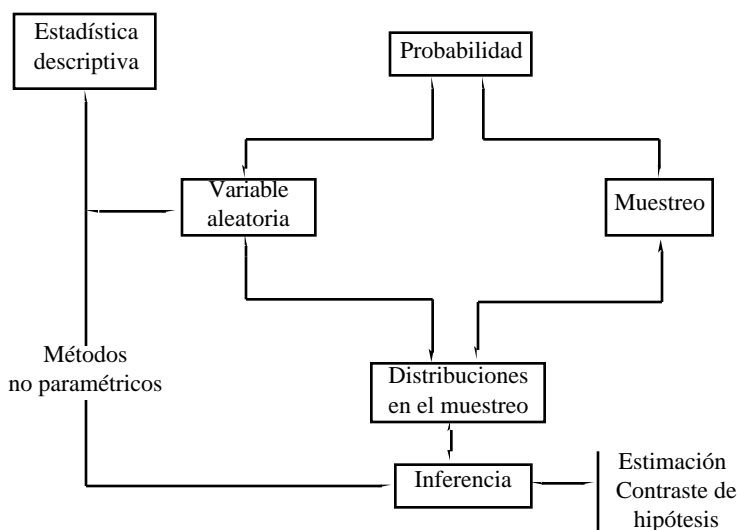 Estadística
descriptiva
Probabilidad
Variable
aleatoria
Muestreo
Métodos
no paramétricos
Distribuciones
en el muestreo
Inferencia
Estimación
Contraste de
hipótesis